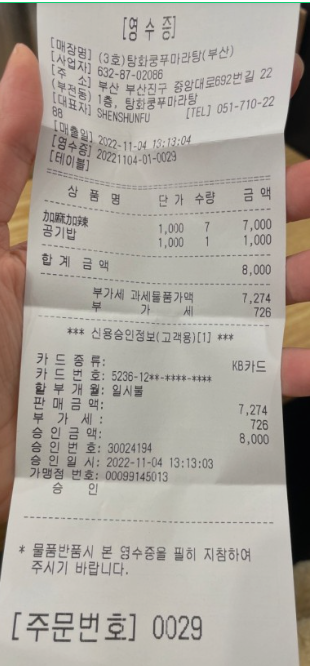 [영수증]
[매장명] (3호)탕화쿵푸마라탕(부산)
[사업자] 632-87-02086
[주 소] 부산 부산진구 중앙대로692번길 22
(부전동) 1층, 탕화쿵푸마라탕
[대표자] SHENSHUNFU [TEL] 051-710-22
88
[매출일] 2022-11-04 13:13:04
[영수증] 20221104-01-0029
[테이블]
상 품 명 단 가 수량 금 액
加麻加辣 1,000 7 7,000
공기밥 1,000 1 1,000
합 계 금 액 8,000
부가세 과세물품가액 7,274
부 가 세 726
*** 신용승인정보(고객용)[1] ***
카 드 종 류: KB카드
카 드 번 호: 5236-12**-****-****
할 부 개 월: 일시불
판 매 금 액: 7,274
부 가 세 : 726
승 인 금 액: 8,000
승 인 번 호: 30024194
승 인 일 시: 2022-11-04 13:13:03
가맹점 번호: 00099145013
승 인
* 물품반품시 본 영수증을 필히 지참하여
주시기 바랍니다.
[주문번호] 0029